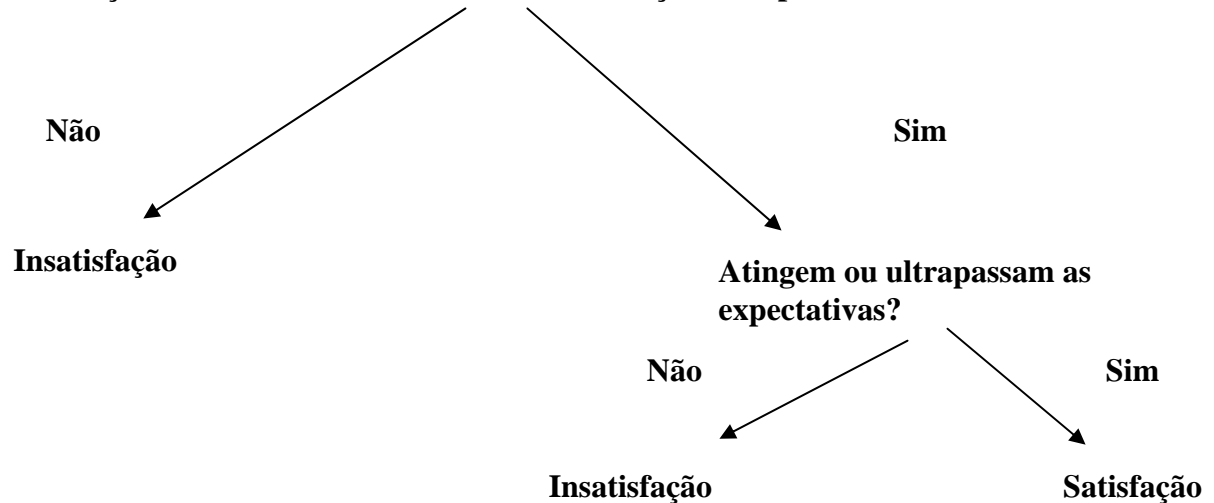 Não
Sim
Insatisfação
Atingem ou ultrapassam as
expectativas?
Não
Sim
Insatisfação
Satisfação